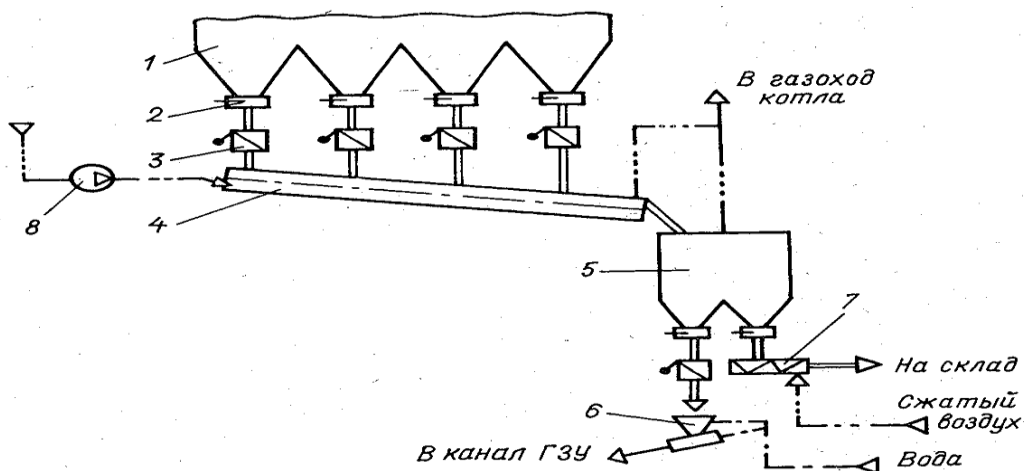 1
В газоход
котла
2
3
8
4
5
7
На склад
6
Сжатый
воздух
В канал ГЗУ
Вода